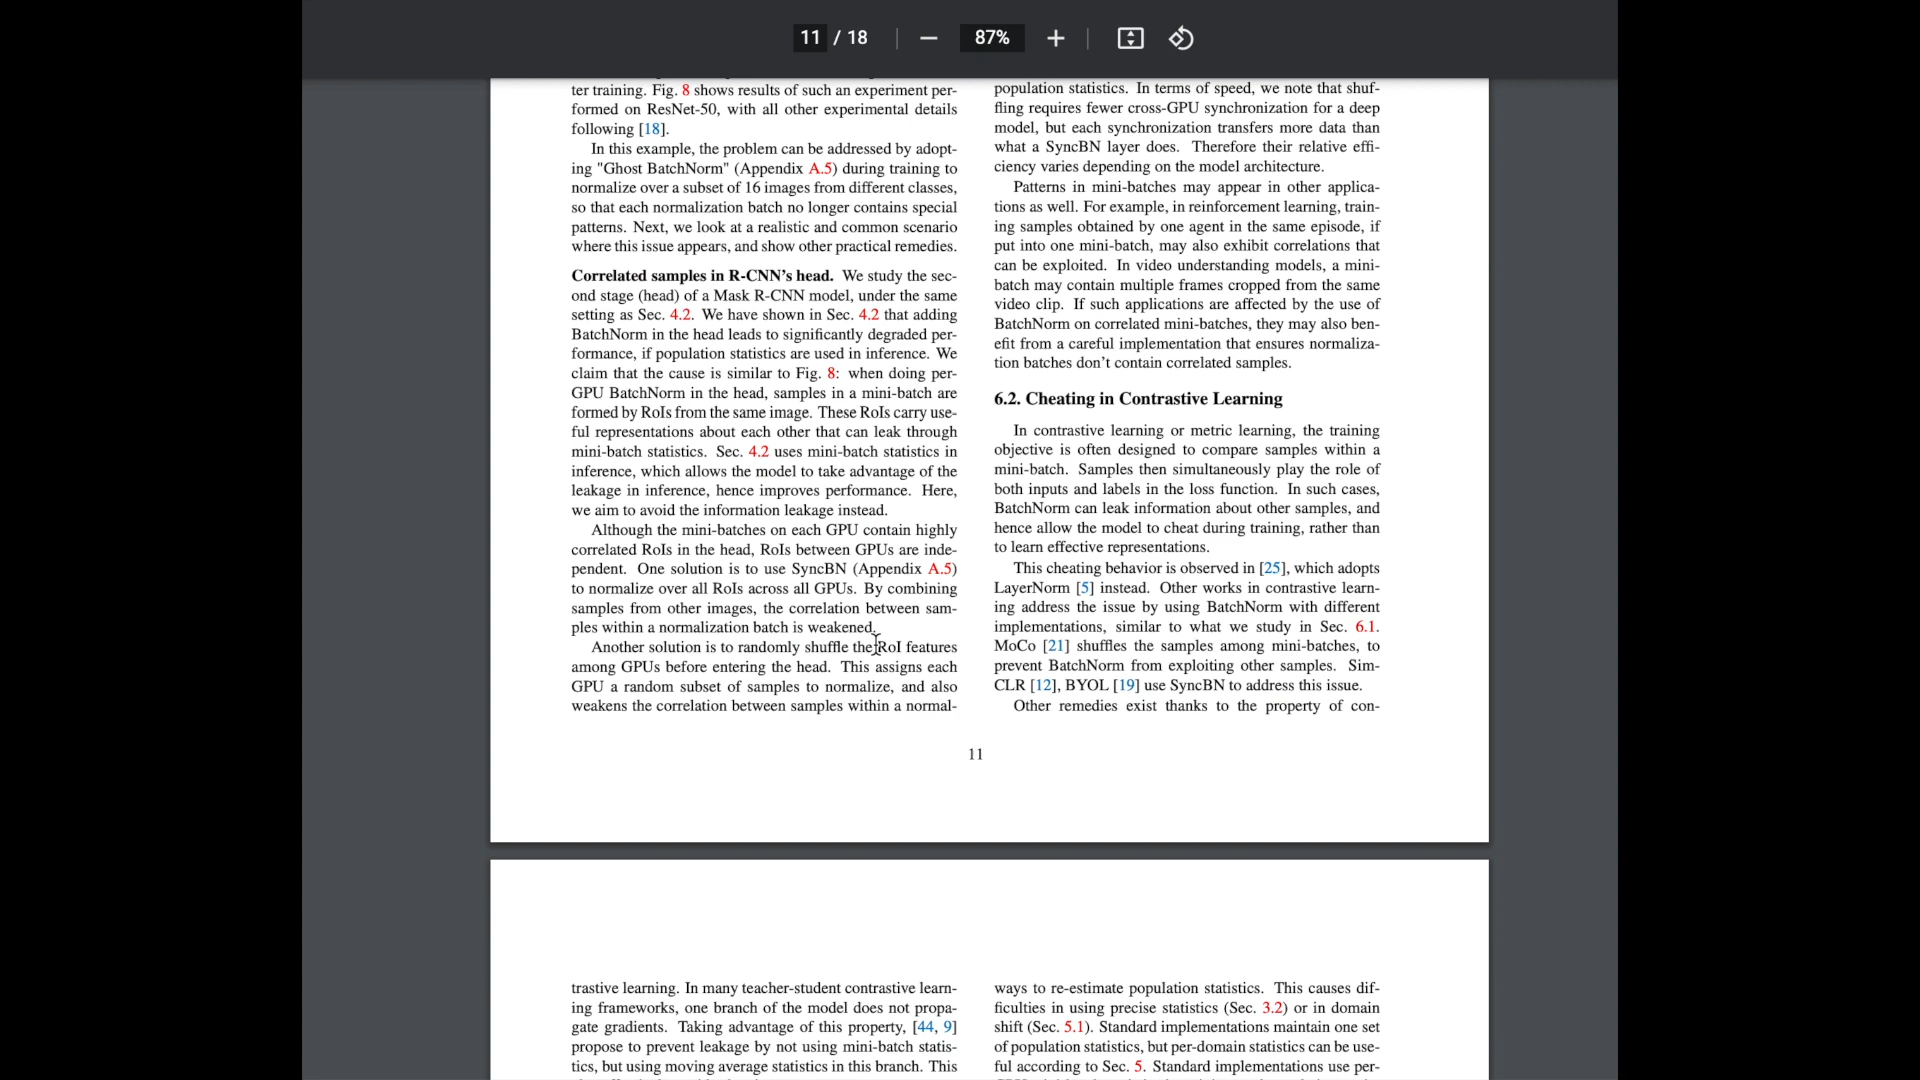 11 / 18
87%
ter training. Fig. 8 shows results of such an experiment per-
formed on ResNet-50, with all other experimental details
following [18].
In this example, the problem can be addressed by adopt-
ing "Ghost BatchNorm" (Appendix A.5) during training to
normalize over a subset of 16 images from different classes,
so that each normalization batch no longer contains special
patterns. Next, we look at a realistic and common scenario
where this issue appears, and show other practical remedies.
Correlated samples in R-CNN’s head. We study the sec-
ond stage (head) of a Mask R-CNN model, under the same
setting as Sec. 4.2. We have shown in Sec. 4.2 that adding
BatchNorm in the head leads to significantly degraded per-
formance, if population statistics are used in inference. We
claim that the cause is similar to Fig. 8: when doing per-
GPU BatchNorm in the head, samples in a mini-batch are
formed by RoIs from the same image. These RoIs carry use-
ful representations about each other that can leak through
mini-batch statistics. Sec. 4.2 uses mini-batch statistics in
inference, which allows the model to take advantage of the
leakage in inference, hence improves performance. Here,
we aim to avoid the information leakage instead.
Although the mini-batches on each GPU contain highly
correlated RoIs in the head, RoIs between GPUs are inde-
pendent. One solution is to use SyncBN (Appendix A.5)
to normalize over all RoIs across all GPUs. By combining
samples from other images, the correlation between sam-
ples within a normalization batch is weakened.
Another solution is to randomly shuffle the RoI features
among GPUs before entering the head. This assigns each
GPU a random subset of samples to normalize, and also
weakens the correlation between samples within a normal-
population statistics. In terms of speed, we note that shuf-
fling requires fewer cross-GPU synchronization for a deep
model, but each synchronization transfers more data than
what a SyncBN layer does. Therefore their relative effi-
ciency varies depending on the model architecture.
Patterns in mini-batches may appear in other applica-
tions as well. For example, in reinforcement learning, train-
ing samples obtained by one agent in the same episode, if
put into one mini-batch, may also exhibit correlations that
can be exploited. In video understanding models, a mini-
batch may contain multiple frames cropped from the same
video clip. If such applications are affected by the use of
BatchNorm on correlated mini-batches, they may also ben-
efit from a careful implementation that ensures normaliza-
tion batches don’t contain correlated samples.
6.2. Cheating in Contrastive Learning
In contrastive learning or metric learning, the training
objective is often designed to compare samples within a
mini-batch. Samples then simultaneously play the role of
both inputs and labels in the loss function. In such cases,
BatchNorm can leak information about other samples, and
hence allow the model to cheat during training, rather than
to learn effective representations.
This cheating behavior is observed in [25], which adopts
LayerNorm [5] instead. Other works in contrastive learn-
ing address the issue by using BatchNorm with different
implementations, similar to what we study in Sec. 6.1.
MoCo [21] shuffles the samples among mini-batches, to
prevent BatchNorm from exploiting other samples. Sim-
CLR [12], BYOL [19] use SyncBN to address this issue.
Other remedies exist thanks to the property of con-
11
trastive learning. In many teacher-student contrastive learn-
ing frameworks, one branch of the model does not propa-
gate gradients. Taking advantage of this property, [44, 9]
propose to prevent leakage by not using mini-batch statis-
tics, but using moving average statistics in this branch. This
ways to re-estimate population statistics. This causes dif-
ficulties in using precise statistics (Sec. 3.2) or in domain
shift (Sec. 5.1). Standard implementations maintain one set
of population statistics, but per-domain statistics can be use-
ful according to Sec. 5. Standard implementations use per-